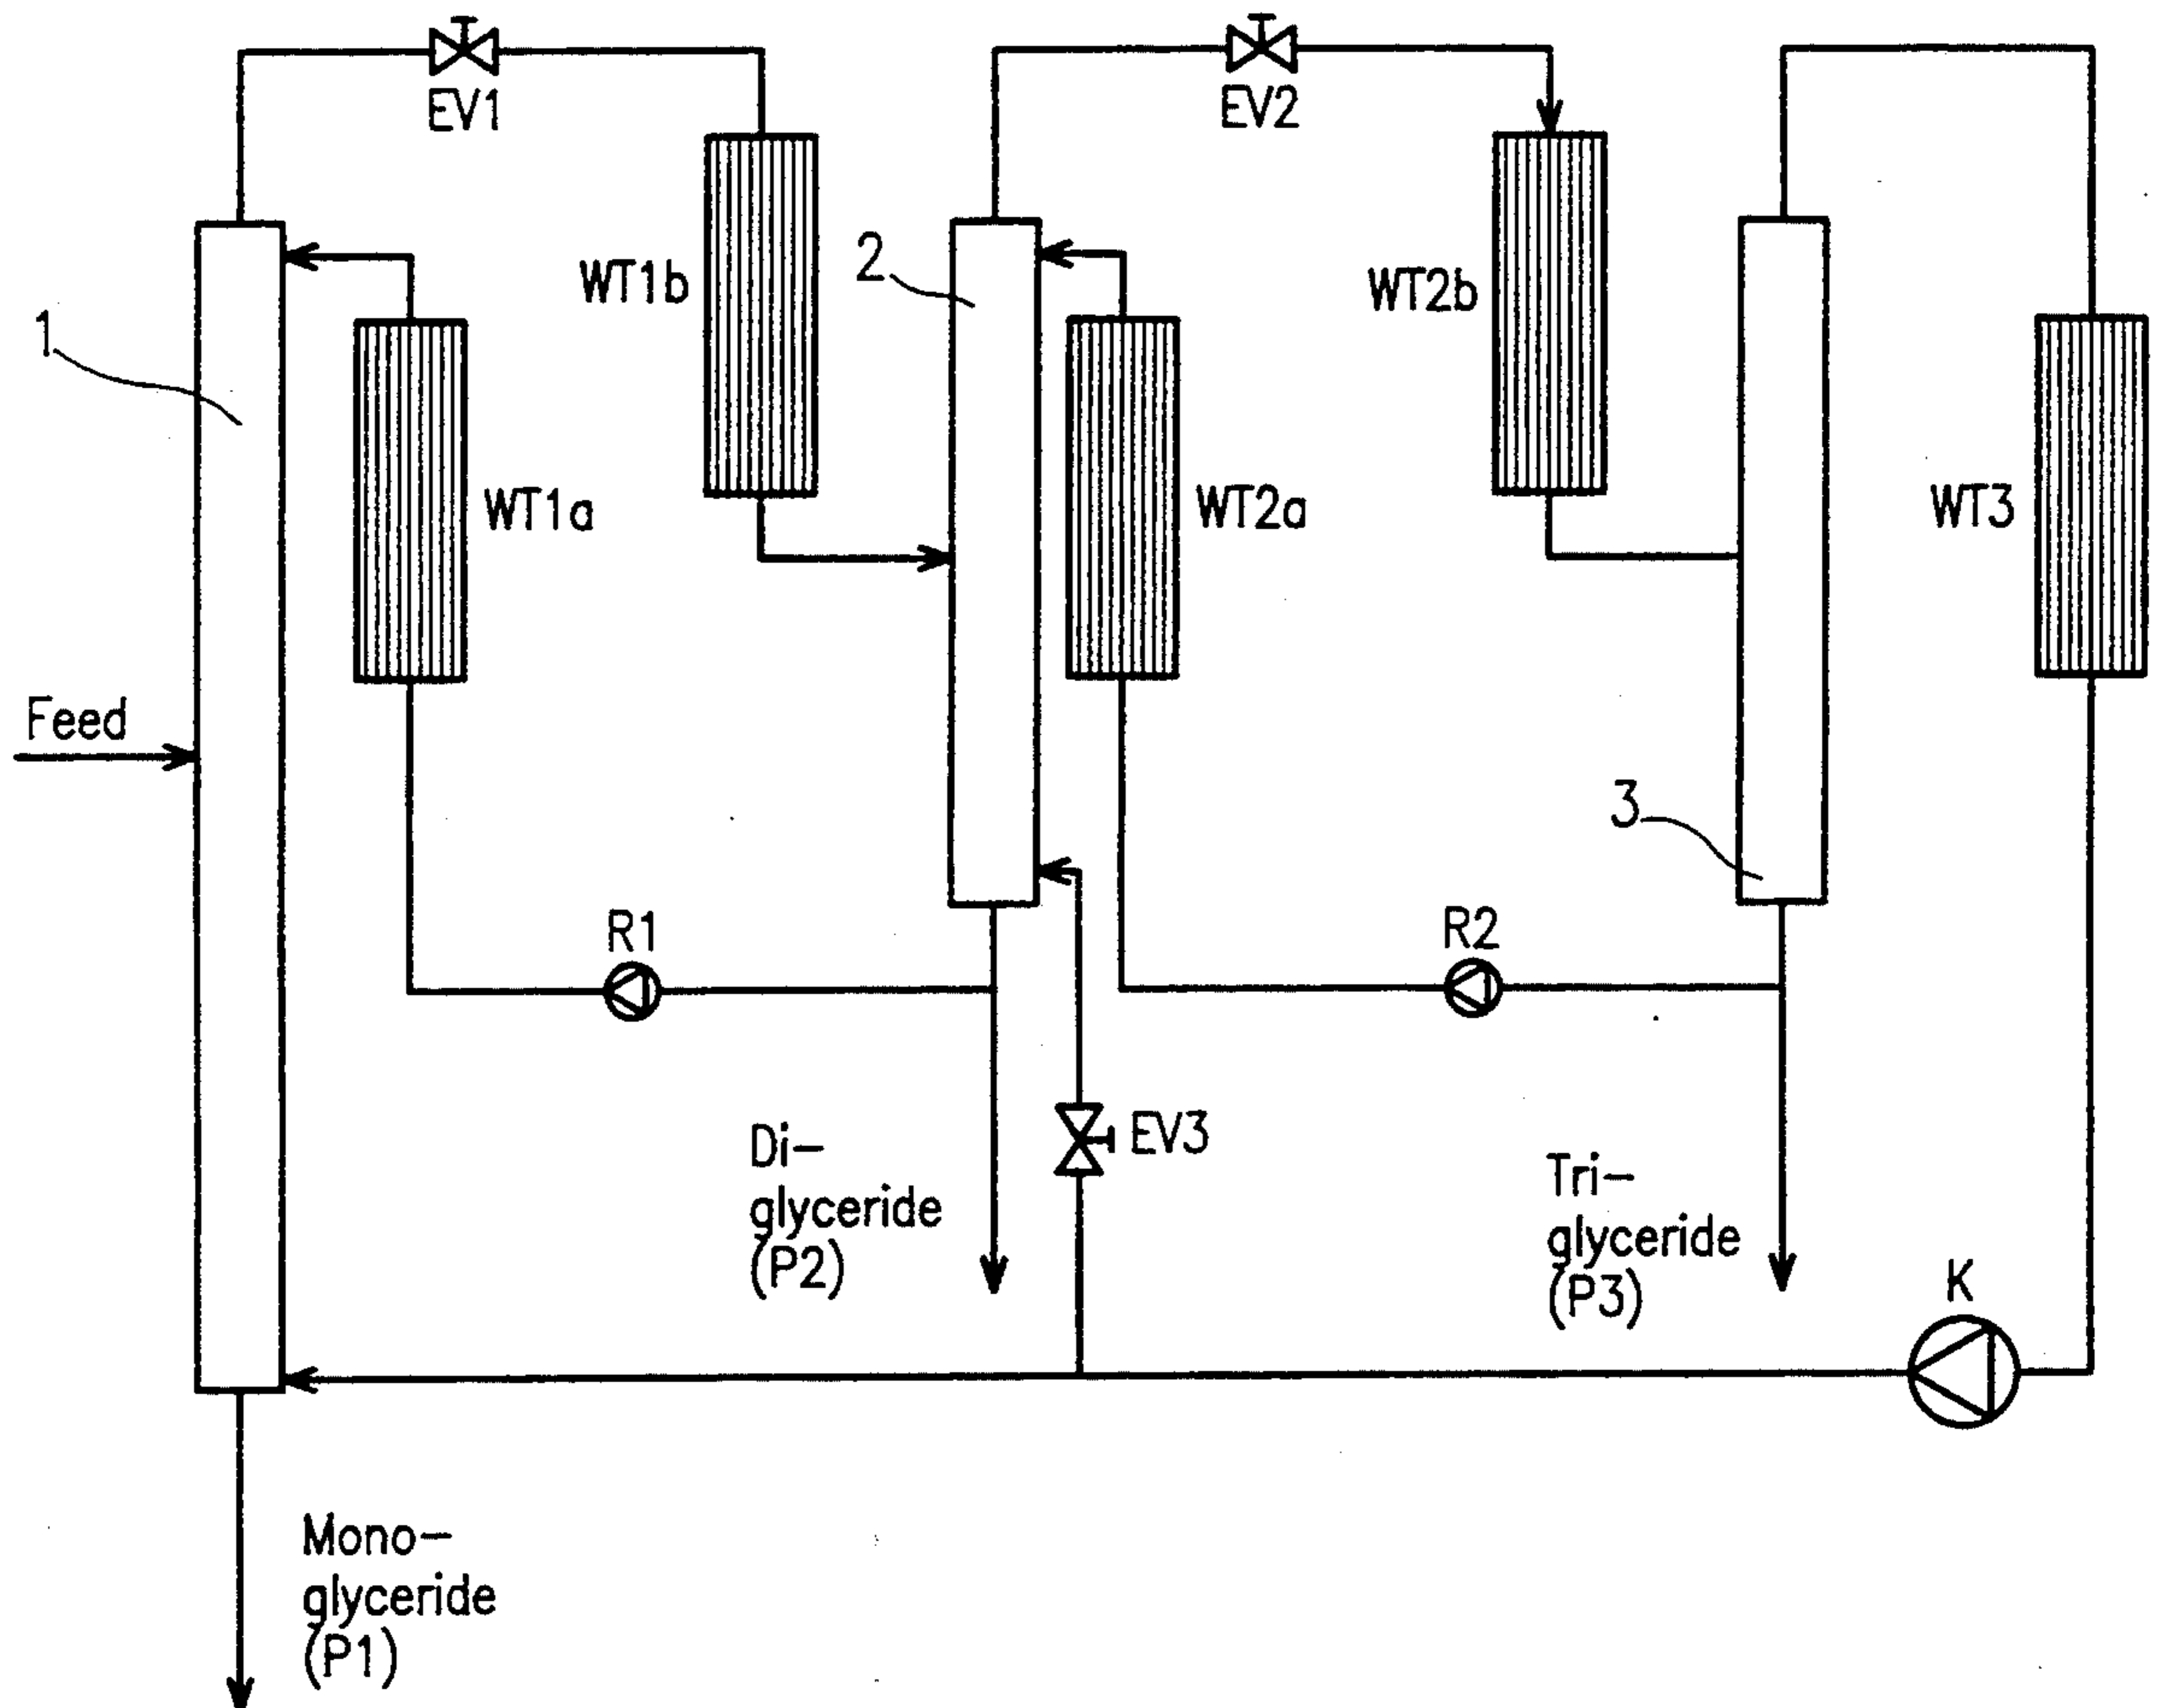 EV1
EV2
WT1b
2
WT2b
1
WT1a
WT2a
WT3
Feed
3
R1
R2
Di-
glyceride
(P2)
EV3
Tri-
glyceride
(P3)
K
Mono-
glyceride
(P1)